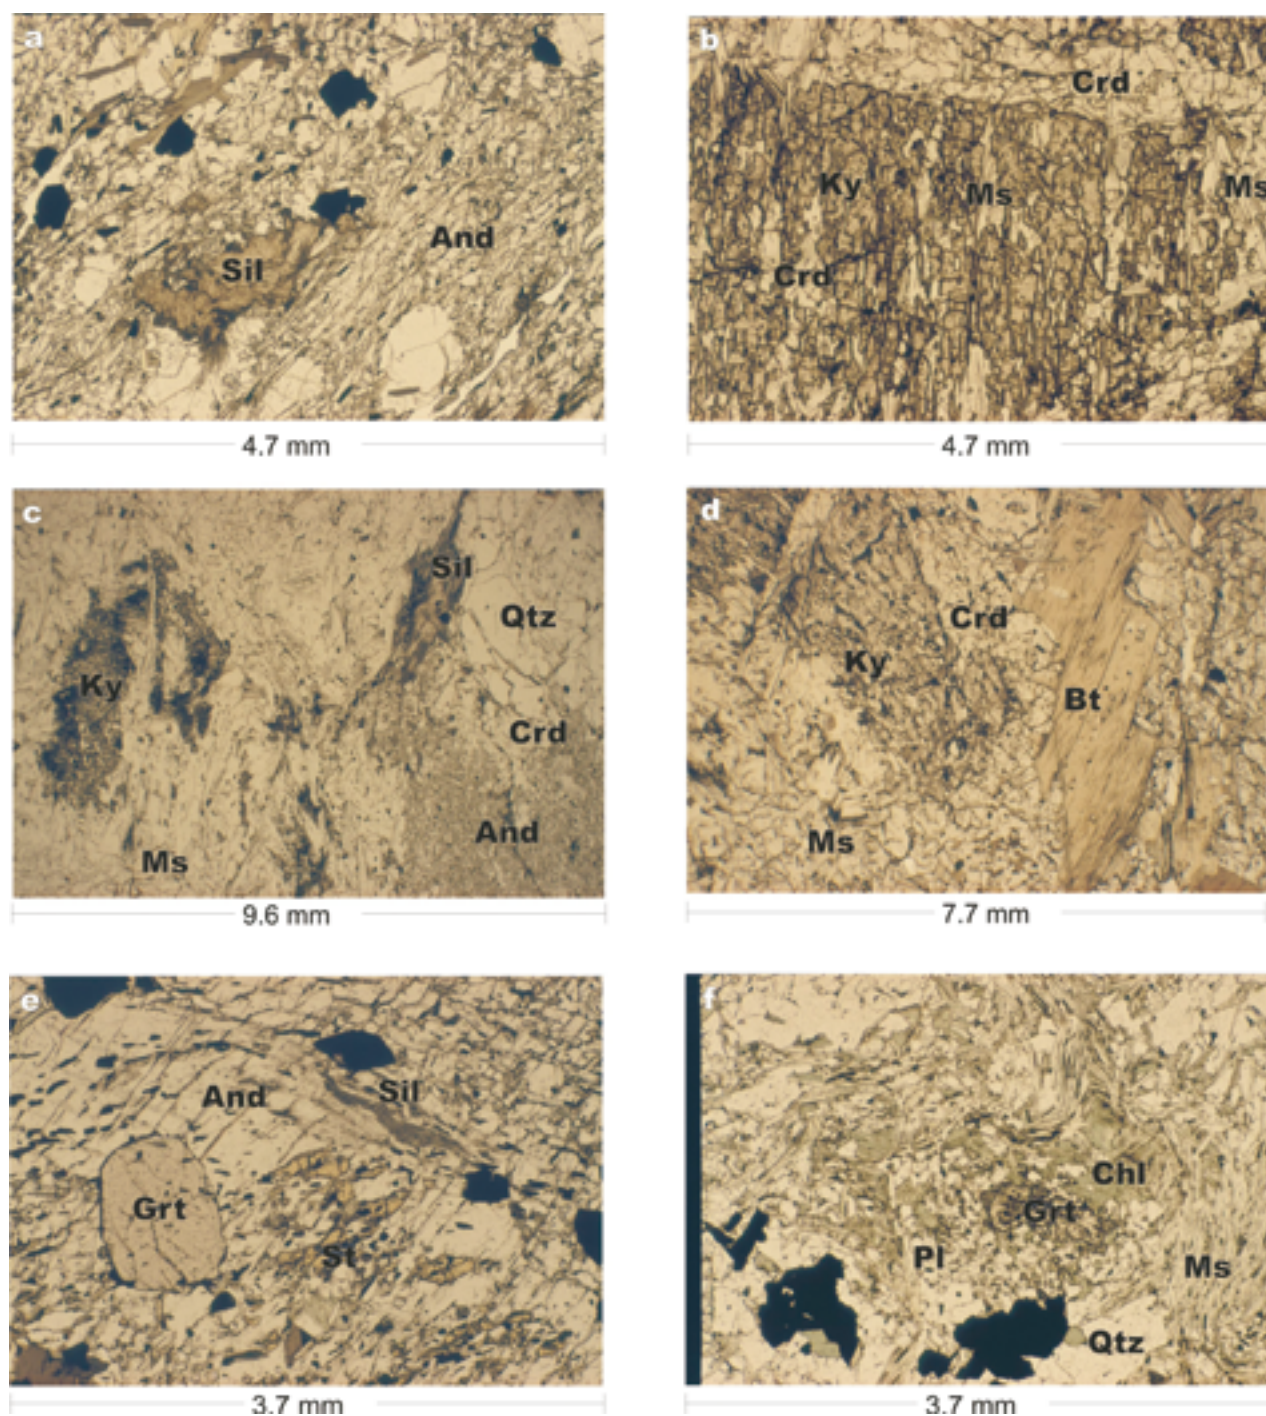 a
Sil
And
4.7 mm
b
Crd
Ky
Ms
Ms
Crd
4.7 mm
c
Sil
Qtz
Ky
Crd
And
Ms
9.6 mm
d
Crd
Ky
Bt
Ms
7.7 mm
e
And
Sil
Grt
St
3.7 mm
f
Chl
Grt
Pl
Ms
Qtz
3.7 mm